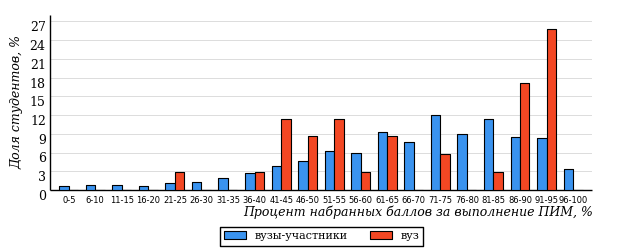 Доля студентов, %
27
24
21
18
15
12
9
6
3
0
0-5 6-10 11-15 16-20 21-25 26-30 31-35 36-40 41-45 46-50 51-55 56-60 61-65 66-70 71-75 76-80 81-85 86-90 91-95 96-100
Процент набранных баллов за выполнение ПИМ, %
вузы-участники вуз